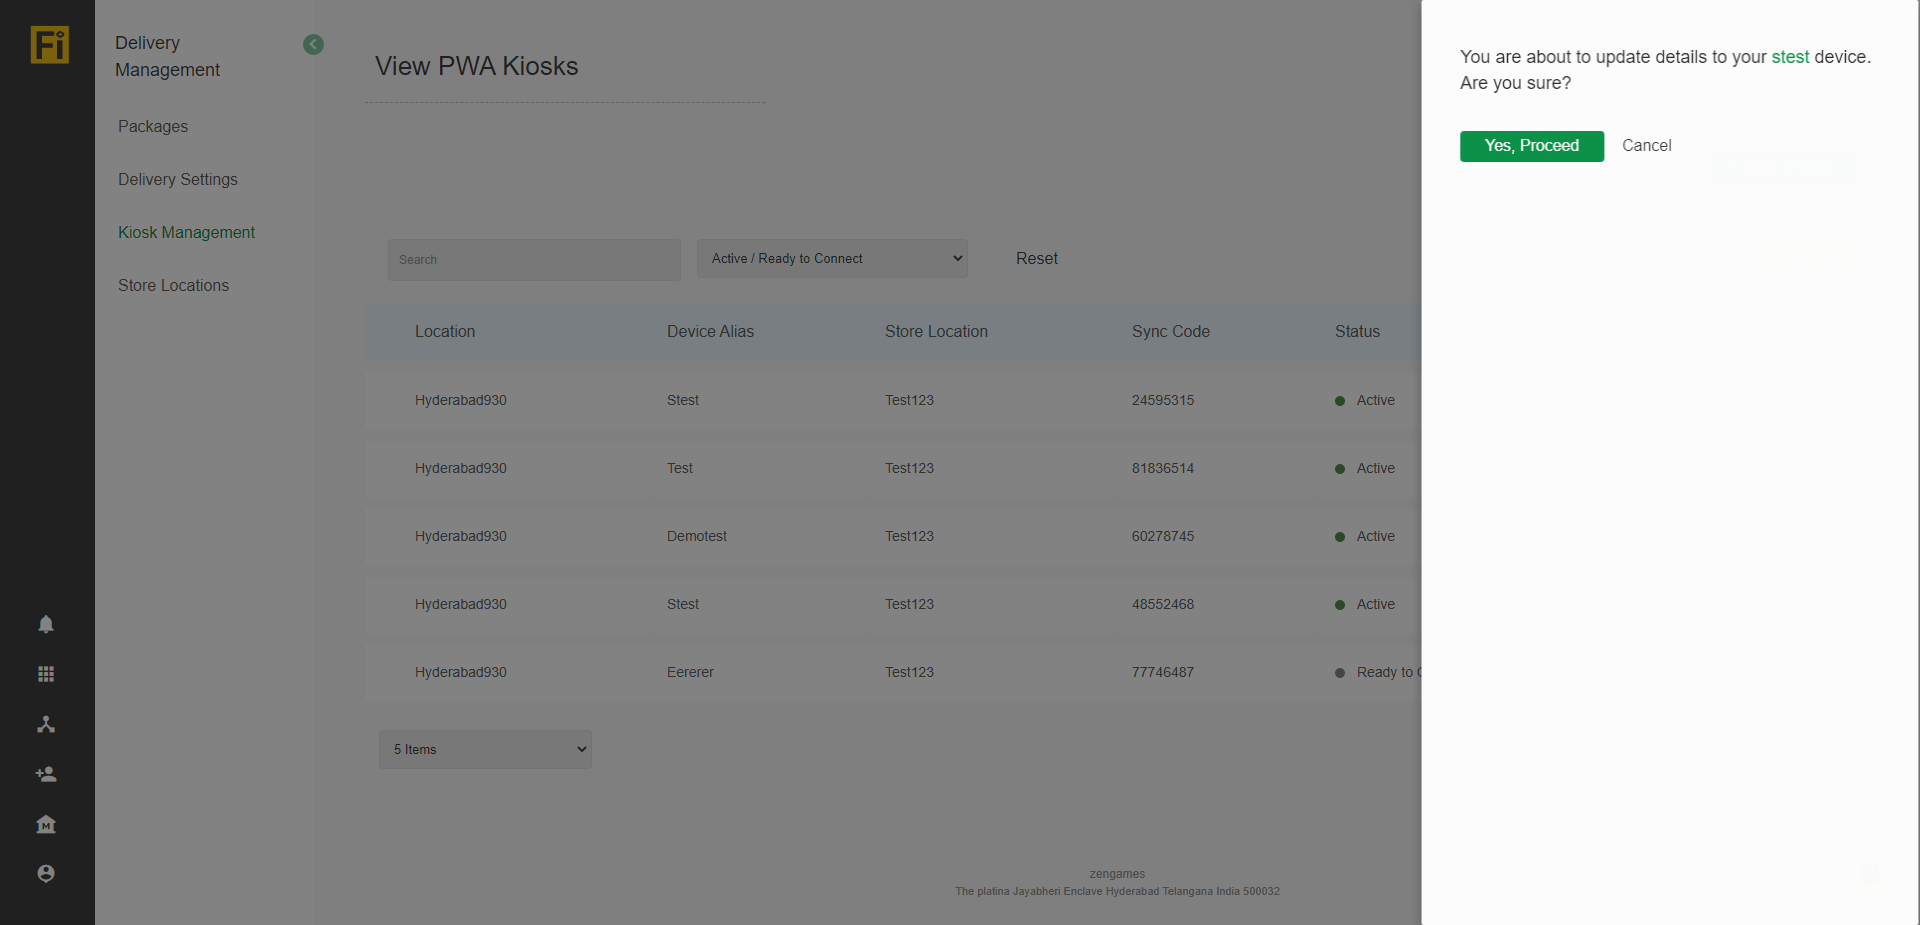 Fi
Delivery
Management
Packages
Delivery Settings
Kiosk Management
Store Locations
View PWA Kiosks
Search
Active / Ready to Connect
Reset
Location Device Alias Store Location Sync Code Status
Hyderabad930 Stest Test123 24595315 Active
Hyderabad930 Test Test123 81836514 Active
Hyderabad930 Demotest Test123 60278745 Active
Hyderabad930 Stest Test123 48552468 Active
Hyderabad930 Eererer Test123 77746487 Ready to
5 Items
zengames
The platina Jayabheri Enclave Hyderabad Telangana India 500032
You are about to update details to your stest device.
Are you sure?
Yes, Proceed
Cancel